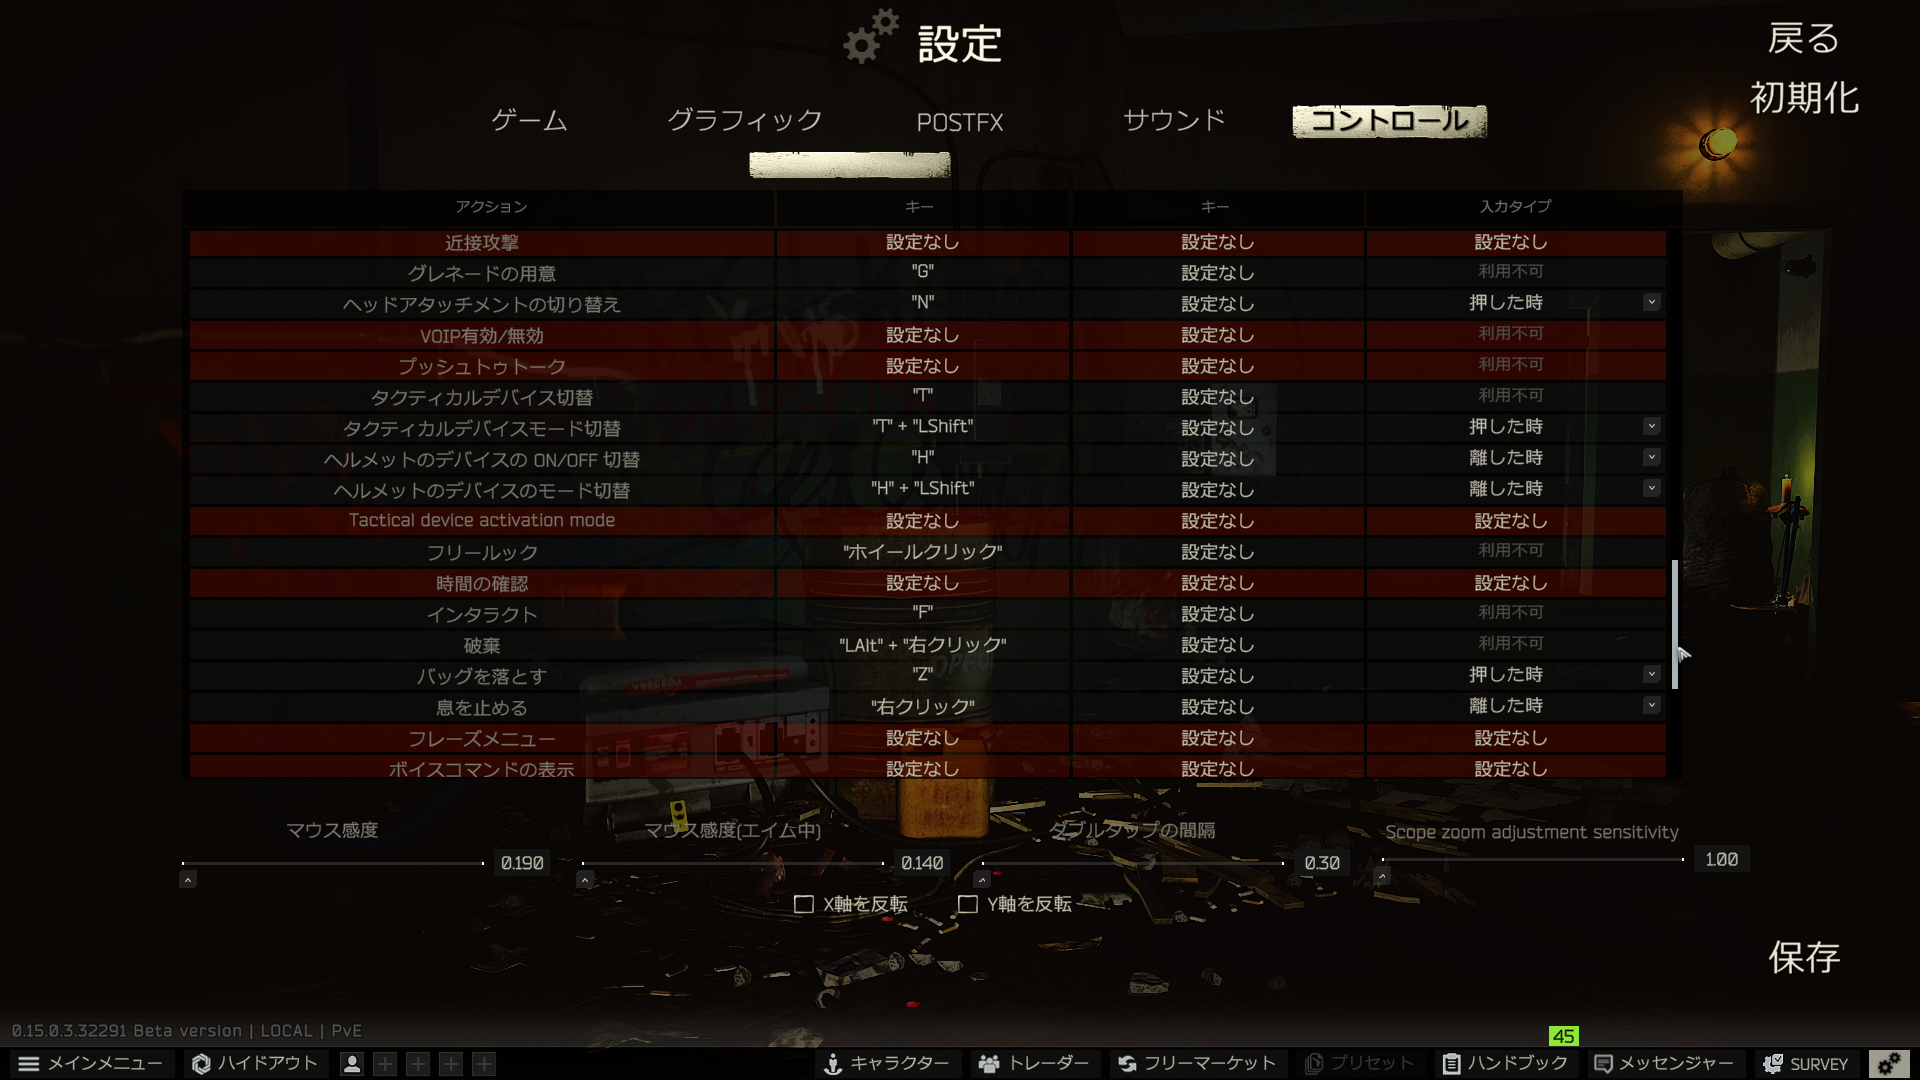 設定
戻る
初期化
ゲーム グラフィック POSTFX サウンド コントロール
アクション キー キー 入力タイプ
近接攻撃 設定なし 設定なし 設定なし
グレネードの用意 "G" 設定なし 利用不可
ヘッドアタッチメントの切り替え "N" 設定なし 押した時
VOIP有効/無効 設定なし 設定なし 利用不可
プッシュトゥトーク 設定なし 設定なし 利用不可
タクティカルデバイス切替 "T" 設定なし 利用不可
タクティカルデバイスモード切替 "T" + "LShift" 設定なし 押した時
ヘルメットのデバイスの ON/OFF 切替 "H" 設定なし 離した時
ヘルメットのデバイスのモード切替 "H" + "LShift" 設定なし 離した時
Tactical device activation mode 設定なし 設定なし 設定なし
フリールック "ホイールクリック" 設定なし 利用不可
時間の確認 設定なし 設定なし 設定なし
インタラクト "F" 設定なし 利用不可
破棄 "LAlt" + "右クリック" 設定なし 利用不可
バッグを落とす "Z" 設定なし 押した時
息を止める "右クリック" 設定なし 離した時
フレーズメニュー 設定なし 設定なし 設定なし
ボイスコマンドの表示 設定なし 設定なし 設定なし
マウス感度 マウス感度(エイム中) ダブルタップの間隔 Scope zoom adjustment sensitivity
0.190 0.140 0.30 1.00
X軸を反転 Y軸を反転
保存
0.15.0.3.32291 Beta version | LOCAL | PvE
45
メインメニュー ハイドアウト キャラクター トレーダー フリーマーケット プリセット ハンドブック メッセンジャー SURVEY